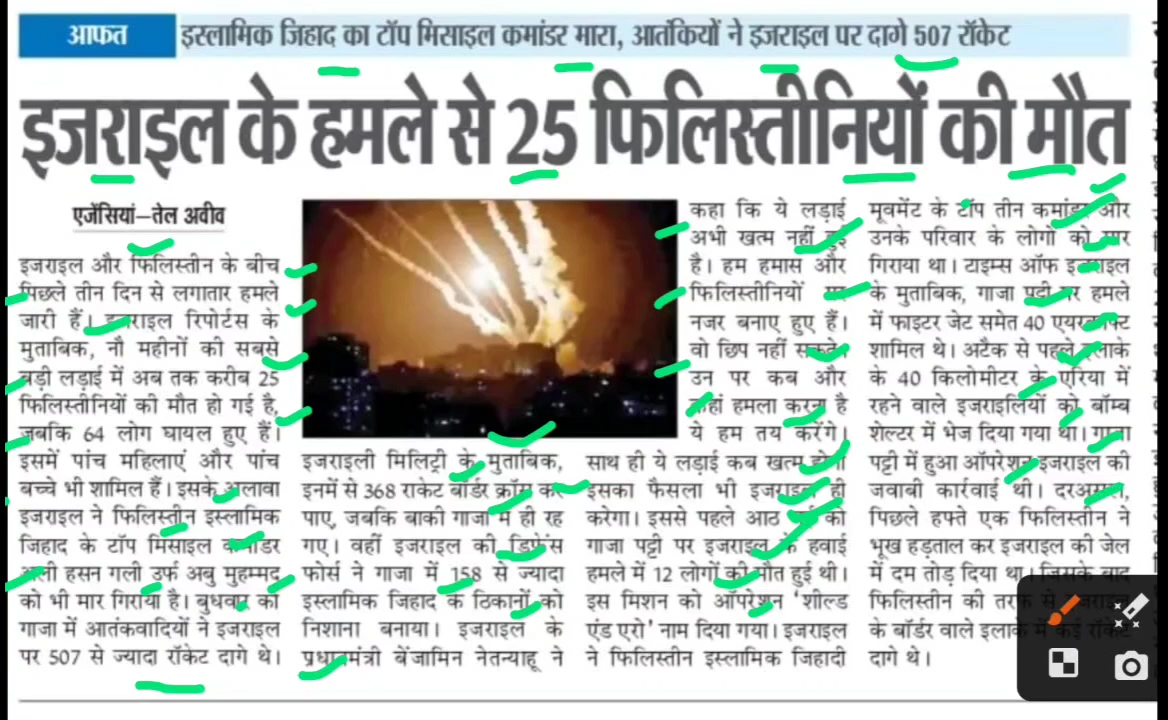 आफत
इस्लामिक जिहाद का टॉप मिसाइल कमांडर मारा, आतंकियों ने इजराइल पर दागे 507 रॉकेट
इजराइल के हमले से 25 फिलिस्तीनियों की मौत
एजेंसियां–तेल अवीव
इजराइल और फिलिस्तीन के बीच
पिछले तीन दिन से लगातार हमले
जारी हैं। इजराइल रिपोर्टस के
मुताबिक, नौ महीनों की सबसे
बड़ी लड़ाई में अब तक करीब 25
फिलिस्तीनियों की मौत हो गई है,
जबकि 64 लोग घायल हुए हैं।
इसमें पांच महिलाएं और पांच
बच्चे भी शामिल हैं। इसके अलावा
इजराइल ने फिलिस्तीन इस्लामिक
जिहाद के टॉप मिसाइल कमांडर
अली हसन गली उर्फ अबु मुहम्मद
को भी मार गिराया है। बुधवार को
गाजा में आतंकवादियों ने इजराइल
पर 507 से ज्यादा रॉकेट दागे थे।
इजराइली मिलिट्री के मुताबिक,
इनमें से 368 राकेट बॉर्डर क्रॉस कर
पाए, जबकि बाकी गाजा में ही रह
गए। वहीं इजराइल की डिफेंस
फोर्स ने गाजा में 158 से ज्यादा
इस्लामिक जिहाद के ठिकानों को
निशाना बनाया। इजराइल के
प्रधानमंत्री बेंजामिन नेतन्याहू ने
कहा कि ये लड़ाई
अभी खत्म नहीं हुई
है। हम हमास और
फिलिस्तीनियों पर
नजर बनाए हुए हैं।
वो छिप नहीं सकते।
उन पर कब और
कहां हमला करना है
ये हम तय करेंगे।
साथ ही ये लड़ाई कब खत्म होगी
इसका फैसला भी इजराइल ही
करेगा। इससे पहले आठ को
गाजा पट्टी पर इजराइल के हवाई
हमले में 12 लोगों की मौत हुई थी।
इस मिशन को ऑपरेशन 'शील्ड
एंड एरो' नाम दिया गया। इजराइल
ने फिलिस्तीन इस्लामिक जिहादी
मूवमेंट के टॉप तीन कमांडर और
उनके परिवार के लोगों को मार
गिराया था। टाइम्स ऑफ इजराइल
के मुताबिक, गाजा पट्टी पर हमले
में फाइटर जेट समेत 40 एयरक्राफ्ट
शामिल थे। अटैक से पहले इलाके
के 40 किलोमीटर के एरिया में
रहने वाले इजराइलियों को बॉम्ब
शेल्टर में भेज दिया गया था। गाजा
पट्टी में हुआ ऑपरेशन इजराइल की
जवाबी कार्रवाई थी। दरअसल,
पिछले हफ्ते एक फिलिस्तीन ने
भूख हड़ताल कर इजराइल की जेल
में दम तोड़ दिया था। जिसके बाद
फिलिस्तीन की तरफ से इजराइल
के बॉर्डर वाले इलाके में कई रॉकेट
दागे थे।